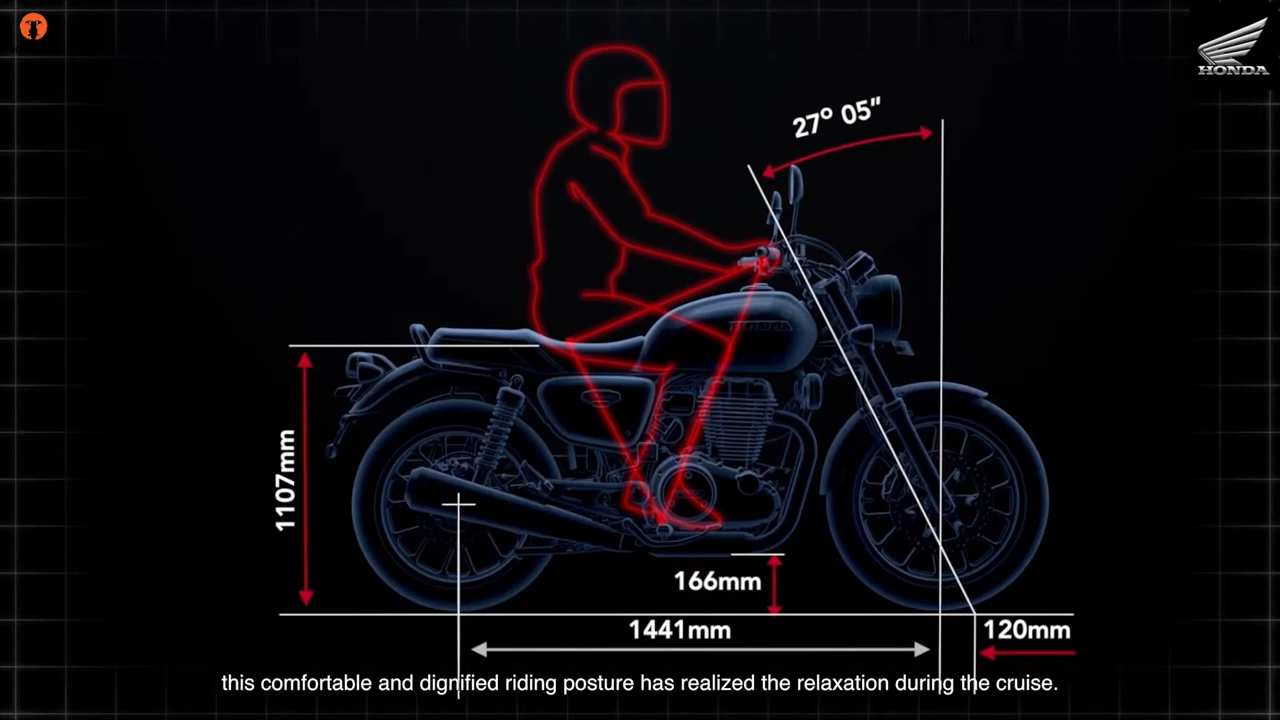 HONDA
27° 05″
HONDA
1107mm
166mm
1441mm
120mm
this comfortable and dignified riding posture has realized the relaxation during the cruise.